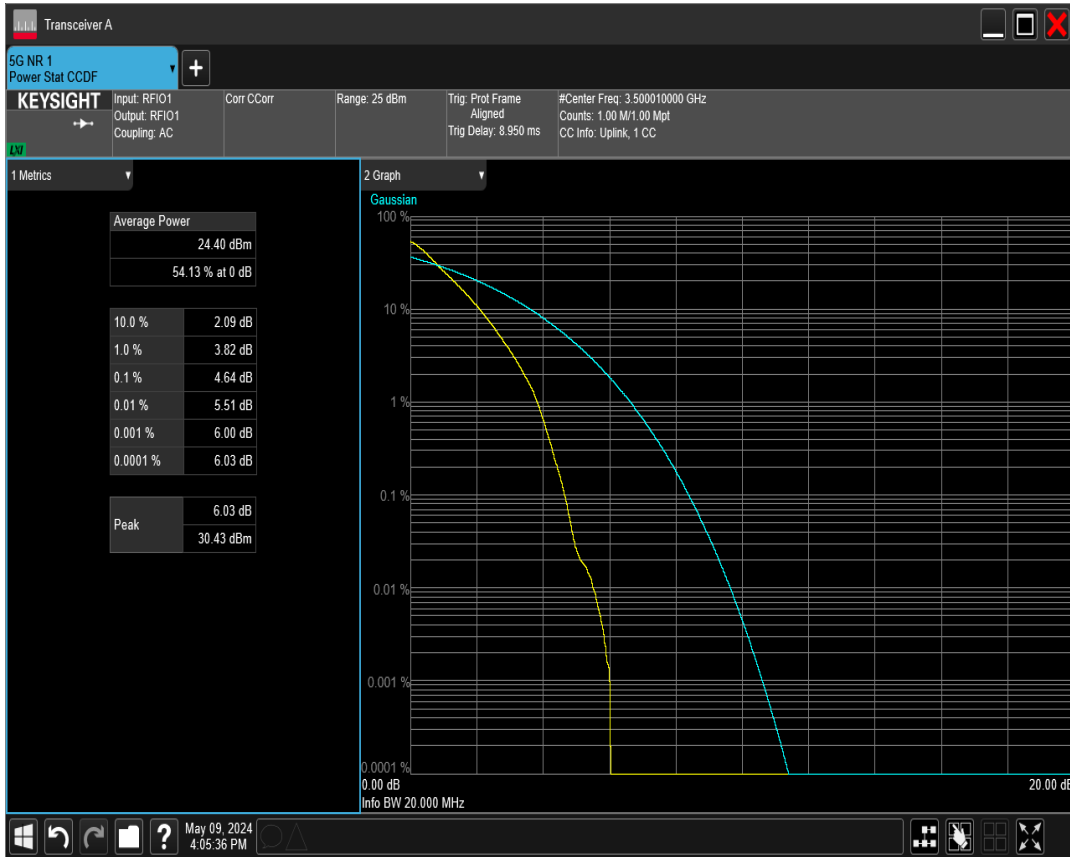 Transceiver A
5G NR 1
Power Stat CCDF
KEYSIGHT
LXI
Input: RFIO1
Output: RFIO1
Coupling: AC
Corr CCorr
Range: 25 dBm
Trig: Prot Frame
Aligned
Trig Delay: 8.950 ms
#Center Freq: 3.500010000 GHz
Counts: 1.00 M/1.00 Mpt
CC Info: Uplink, 1 CC
1 Metrics
Average Power
24.40 dBm
54.13 % at 0 dB
10.0 % 2.09 dB
1.0 % 3.82 dB
0.1 % 4.64 dB
0.01 % 5.51 dB
0.001 % 6.00 dB
0.0001 % 6.03 dB
Peak 6.03 dB
30.43 dBm
2 Graph
Gaussian
100 %
10 %
1 %
0.1 %
0.01 %
0.001 %
0.0001 %
0.00 dB 20.00 dB
Info BW 20.000 MHz
May 09, 2024
4:05:36 PM